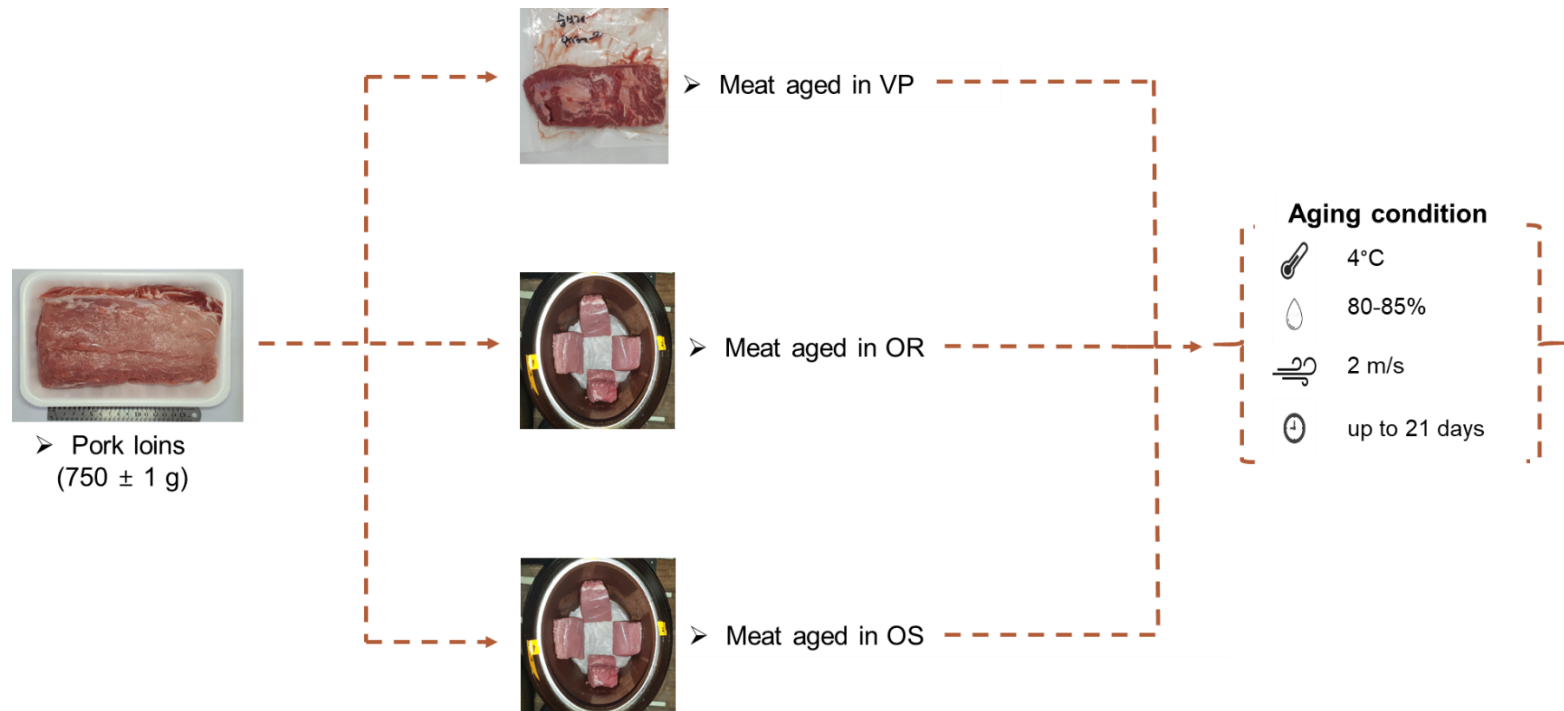 ➢ Meat aged in VP
➢ Meat aged in OR
➢ Meat aged in OS
➢ Pork loins
(750 ± 1 g)
Aging condition
4°C
80-85%
2 m/s
up to 21 days